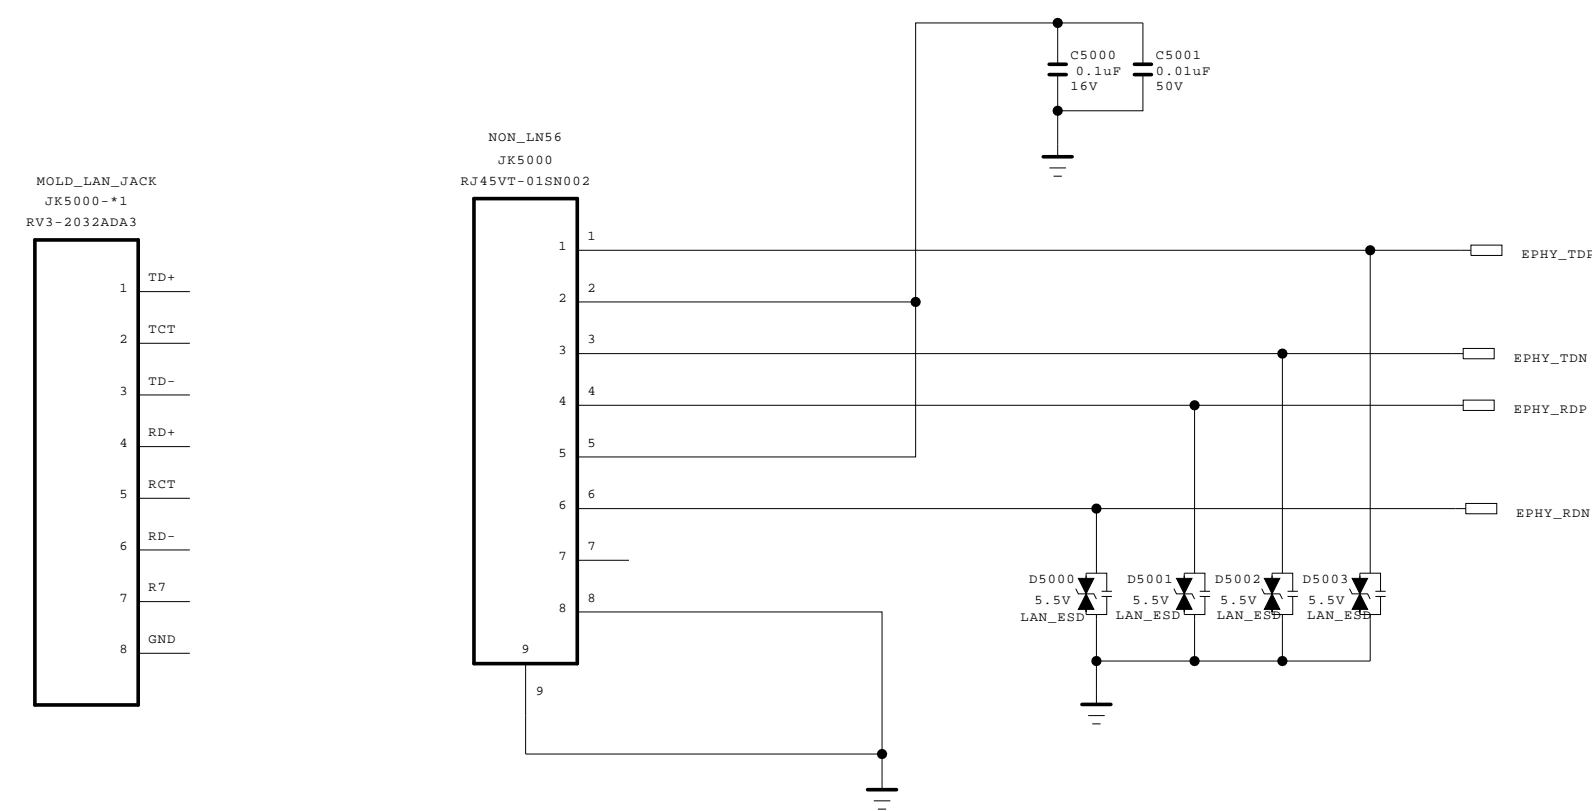 C5000
0.1uF
16V
C5001
0.01uF
50V
NON_LN56
JK5000
RJ45VT-01SN002
MOLD_LAN_JACK
JK5000-*1
RV3-2032ADA3
1
TD+
2
TCT
3
TD-
4
RD+
5
RCT
6
RD-
7
R7
8
GND
1
1
EPHY_TDP
2
2
3
3
EPHY_TDN
4
4
EPHY_RDP
5
5
6
6
EPHY_RDN
7
7
8
8
9
9
D5000
5.5V
LAN_ESD
D5001
5.5V
LAN_ESD
D5002
5.5V
LAN_ESD
D5003
5.5V
LAN_ESD